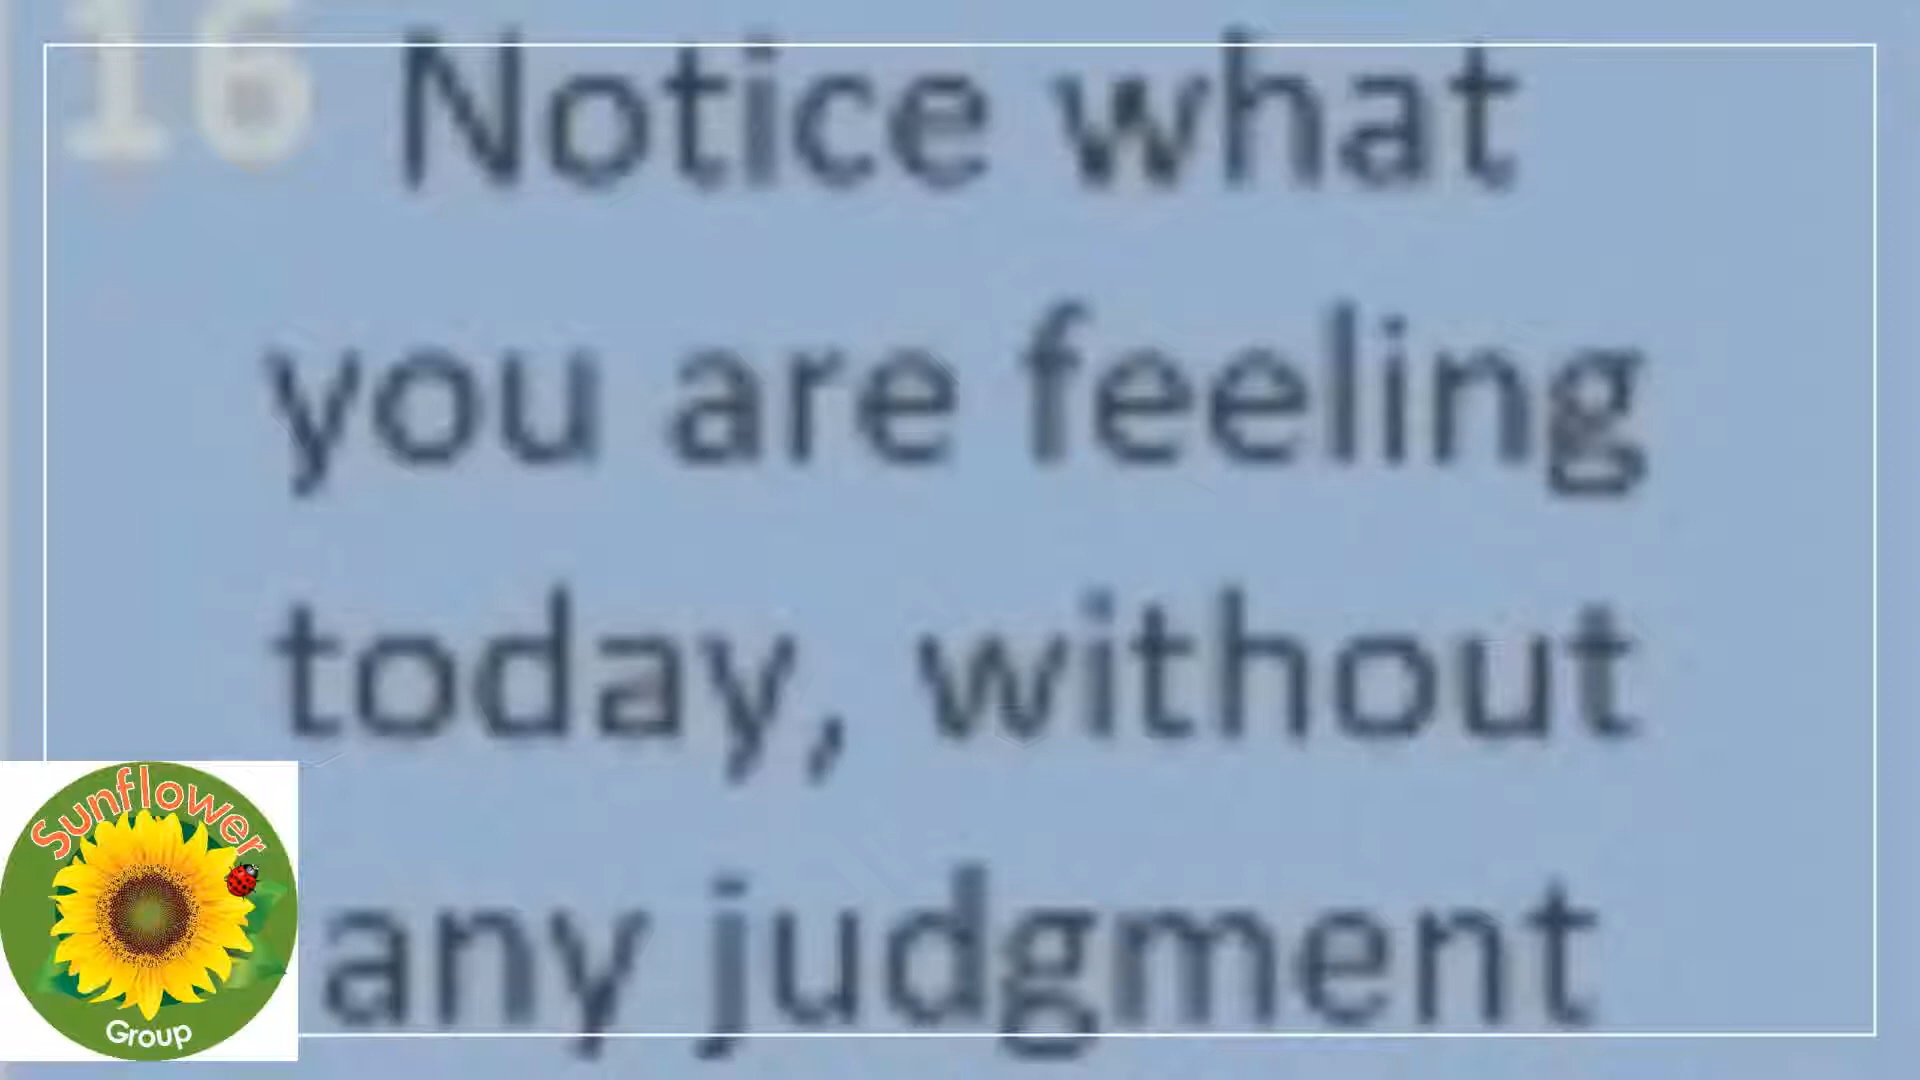 16 Notice what
you are feeling
today, without
any judgment
Sunflower
Group